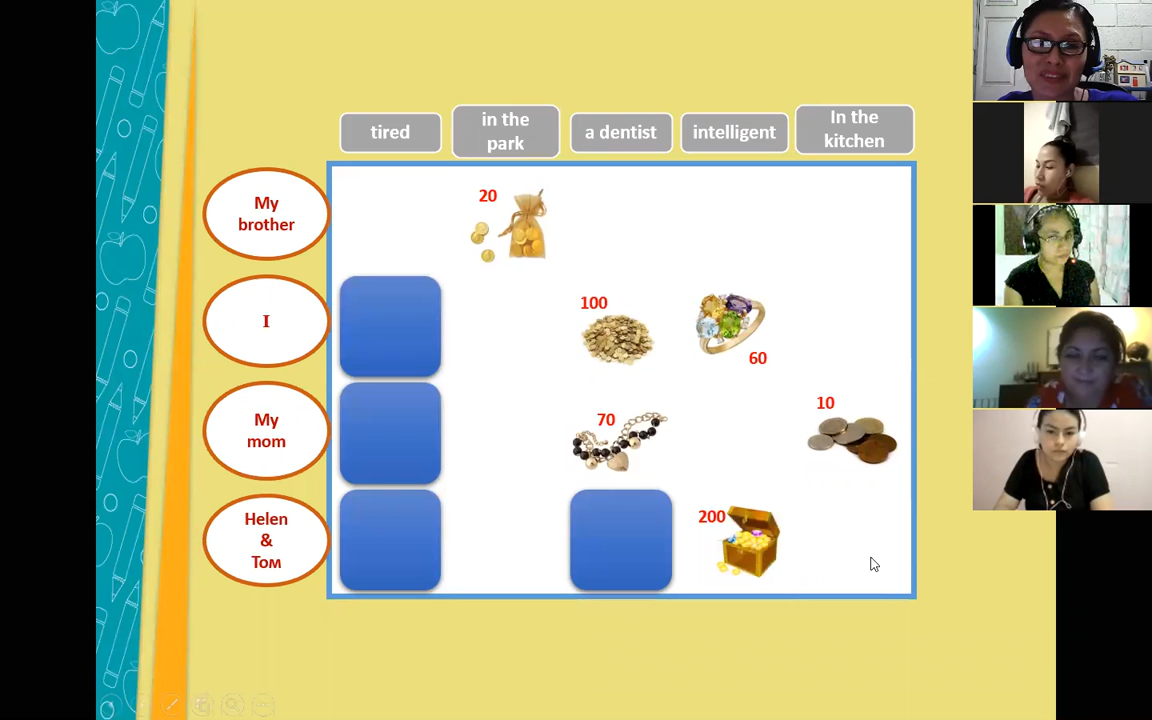 tired
in the
park
a dentist
intelligent
In the
kitchen
My
brother
20
I
100
60
My
mom
70
10
Helen
&
Tom
200